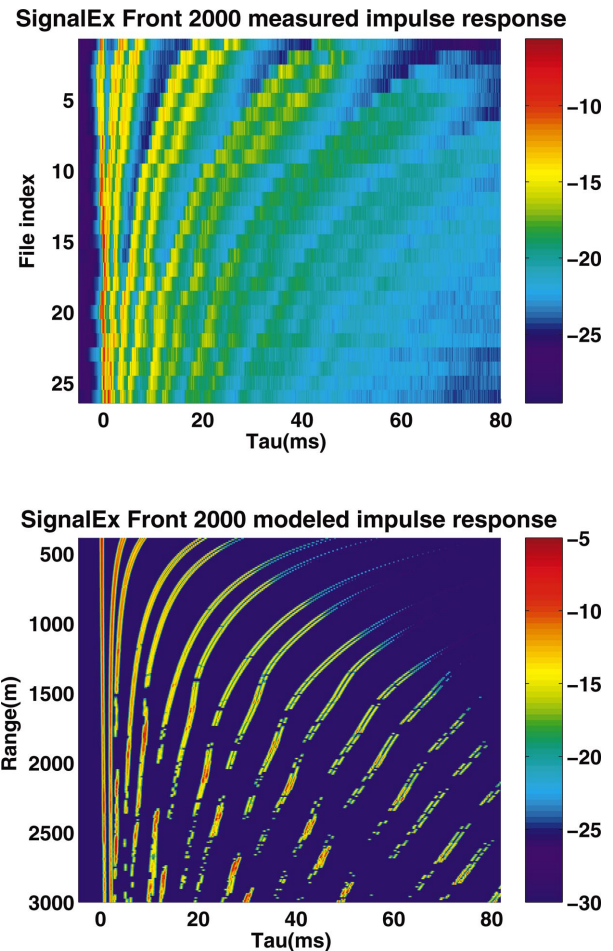 SignalEx Front 2000 measured impulse response
File index
5
10
15
20
25
0 20 40 60 80
Tau(ms)
−10
−15
−20
−25
SignalEx Front 2000 modeled impulse response
Range(m)
500
1000
1500
2000
2500
3000
0 20 40 60 80
Tau(ms)
−5
−10
−15
−20
−25
−30